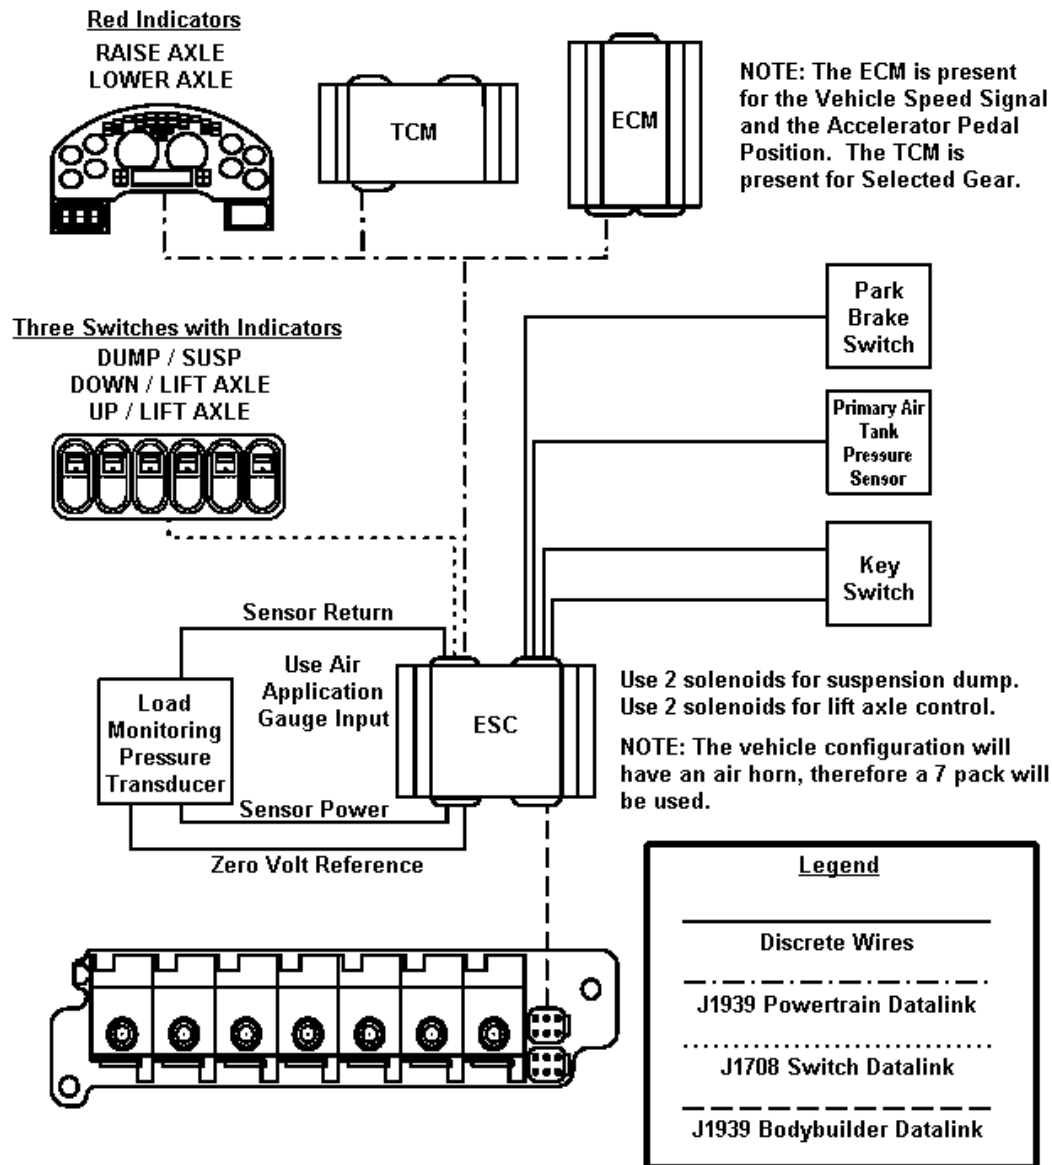 Red Indicators
RAISE AXLE
LOWER AXLE
TCM
ECM
NOTE: The ECM is present
for the Vehicle Speed Signal
and the Accelerator Pedal
Position. The TCM is
present for Selected Gear.
Three Switches with Indicators
DUMP / SUSP
DOWN / LIFT AXLE
UP / LIFT AXLE
Park
Brake
Switch
Primary Air
Tank
Pressure
Sensor
Key
Switch
Sensor Return
Use Air
Application
Gauge Input
Load
Monitoring
Pressure
Transducer
ESC
Sensor Power
Zero Volt Reference
Use 2 solenoids for suspension dump.
Use 2 solenoids for lift axle control.
NOTE: The vehicle configuration will
have an air horn, therefore a 7 pack will
be used.
Legend
Discrete Wires
J1939 Powertrain Datalink
J1708 Switch Datalink
J1939 Bodybuilder Datalink